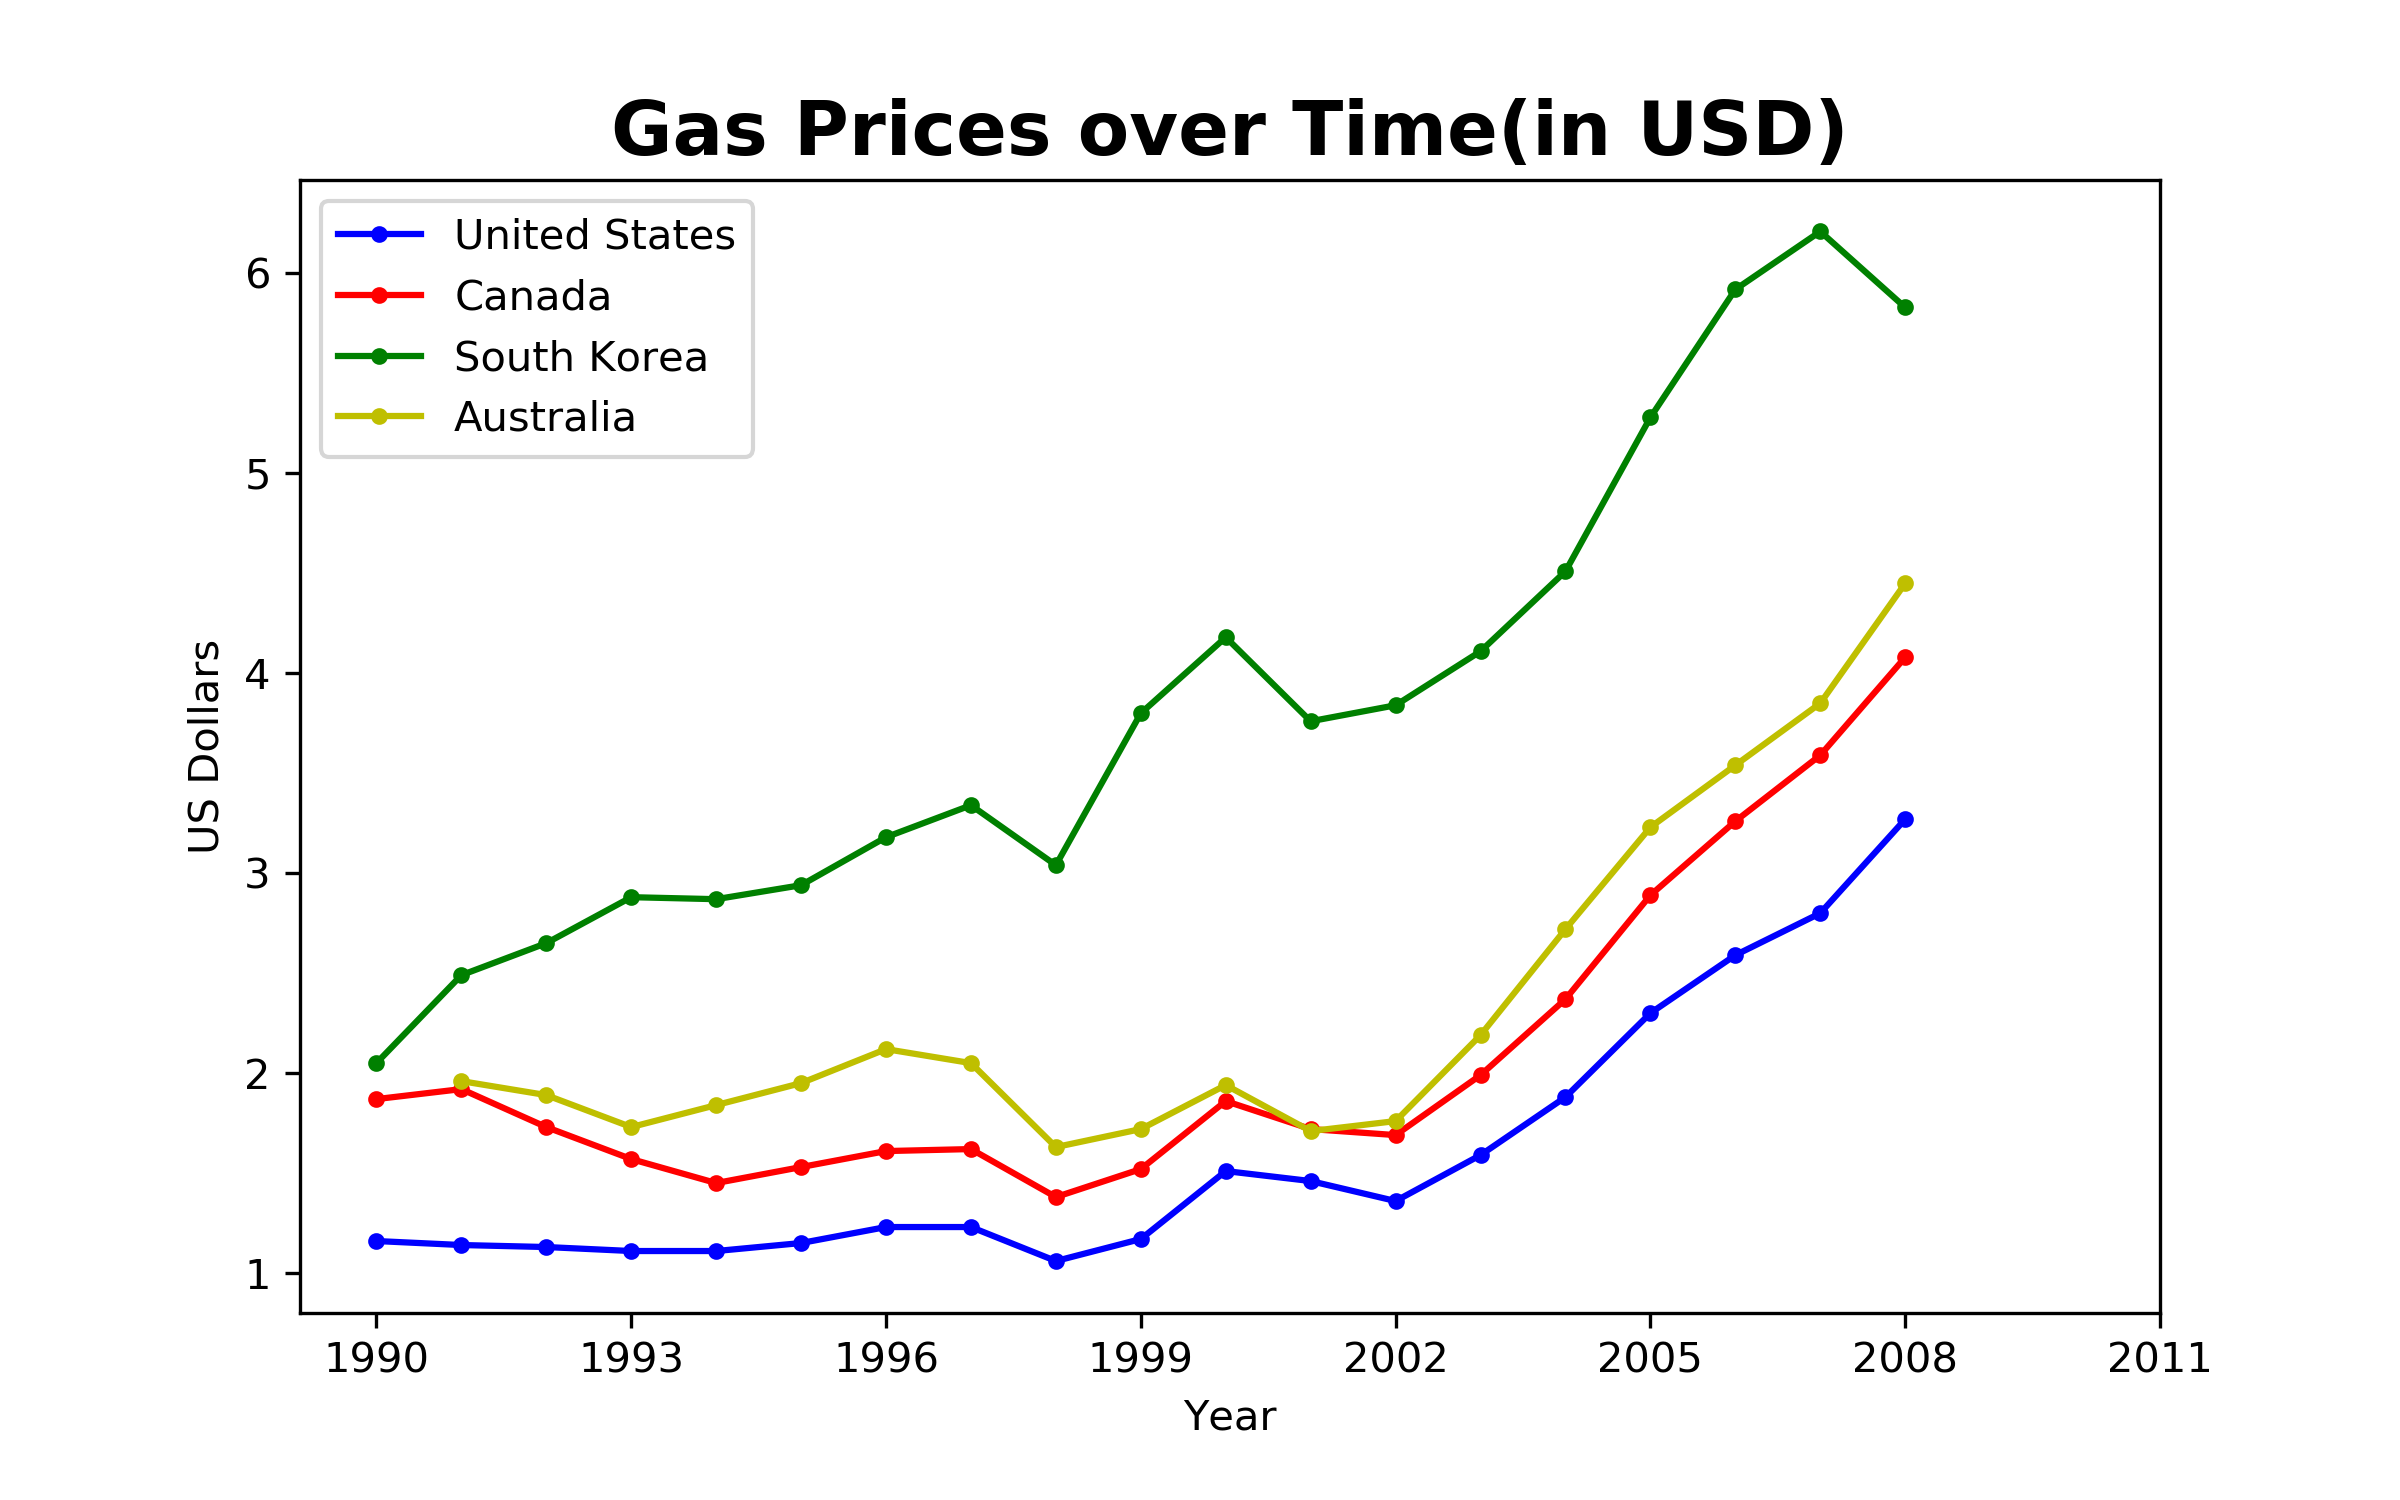 Gas Prices over Time(in USD)
United States
Canada
South Korea
Australia
6
5
4
3
2
1
US Dollars
1990 1993 1996 1999 2002 2005 2008 2011
Year